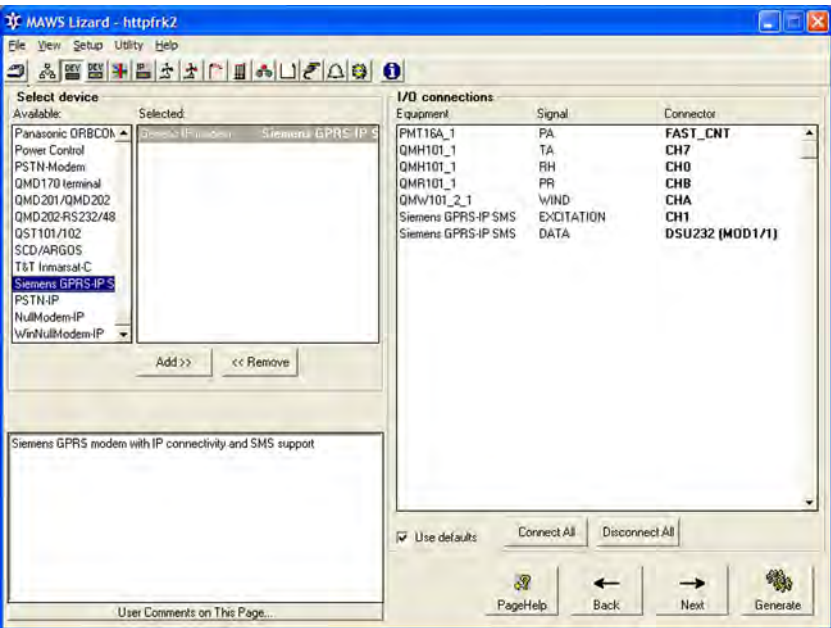 MAWS Lizard - httpfrk2
File View Setup Utility Help
DEV DEV
Select device
Available: Selected:
Panasonic ORBCOM
Power Control
PSTN-Modem
QMD170 terminal
QMD201/QMD202
QMD202-RS232/48
QST101/102
SCD/ARGOS
T&T Inmarsat-C
Siemens GPRS-IP S
PSTN-IP
NullModem-IP
WinNullModem-IP
Siemens GPRS-IP S
Add >> << Remove
Siemens GPRS modem with IP connectivity and SMS support
User Comments on This Page...
I/O connections
Equipment Signal Connector
PMT16A_1 PA FAST_CNT
QMH101_1 TA CH7
QMH101_1 RH CH0
QMR101_1 PR CHB
QMW101_2_1 WIND CHA
Siemens GPRS-IP SMS EXCITATION CH1
Siemens GPRS-IP SMS DATA DSU232 (MOD1/1)
Use defaults Connect All Disconnect All
PageHelp Back Next Generate